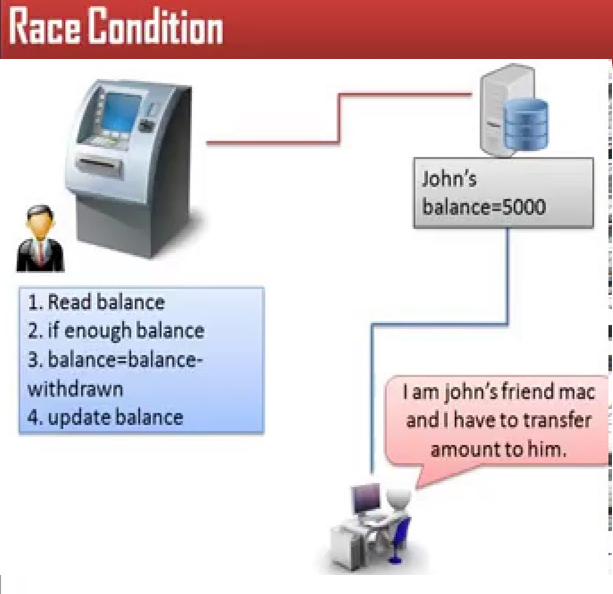 Race Condition
John's
balance=5000
1. Read balance
2. if enough balance
3. balance=balance-
withdrawn
4. update balance
I am john's friend mac
and I have to transfer
amount to him.